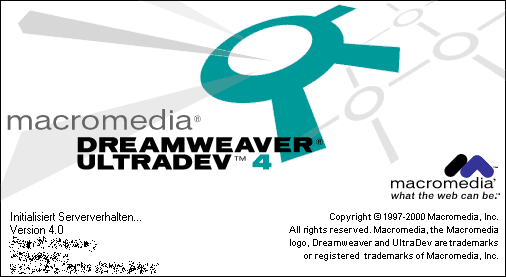 macromedia®
DREAMWEAVER®
ULTRADEV™ 4
macromedia®
what the web can be.™
Initialisiert Serververhalten...
Version 4.0
Copyright © 1997-2000 Macromedia, Inc.
All rights reserved. Macromedia, the Macromedia
logo, Dreamweaver and UltraDev are trademarks
or registered trademarks of Macromedia, Inc.